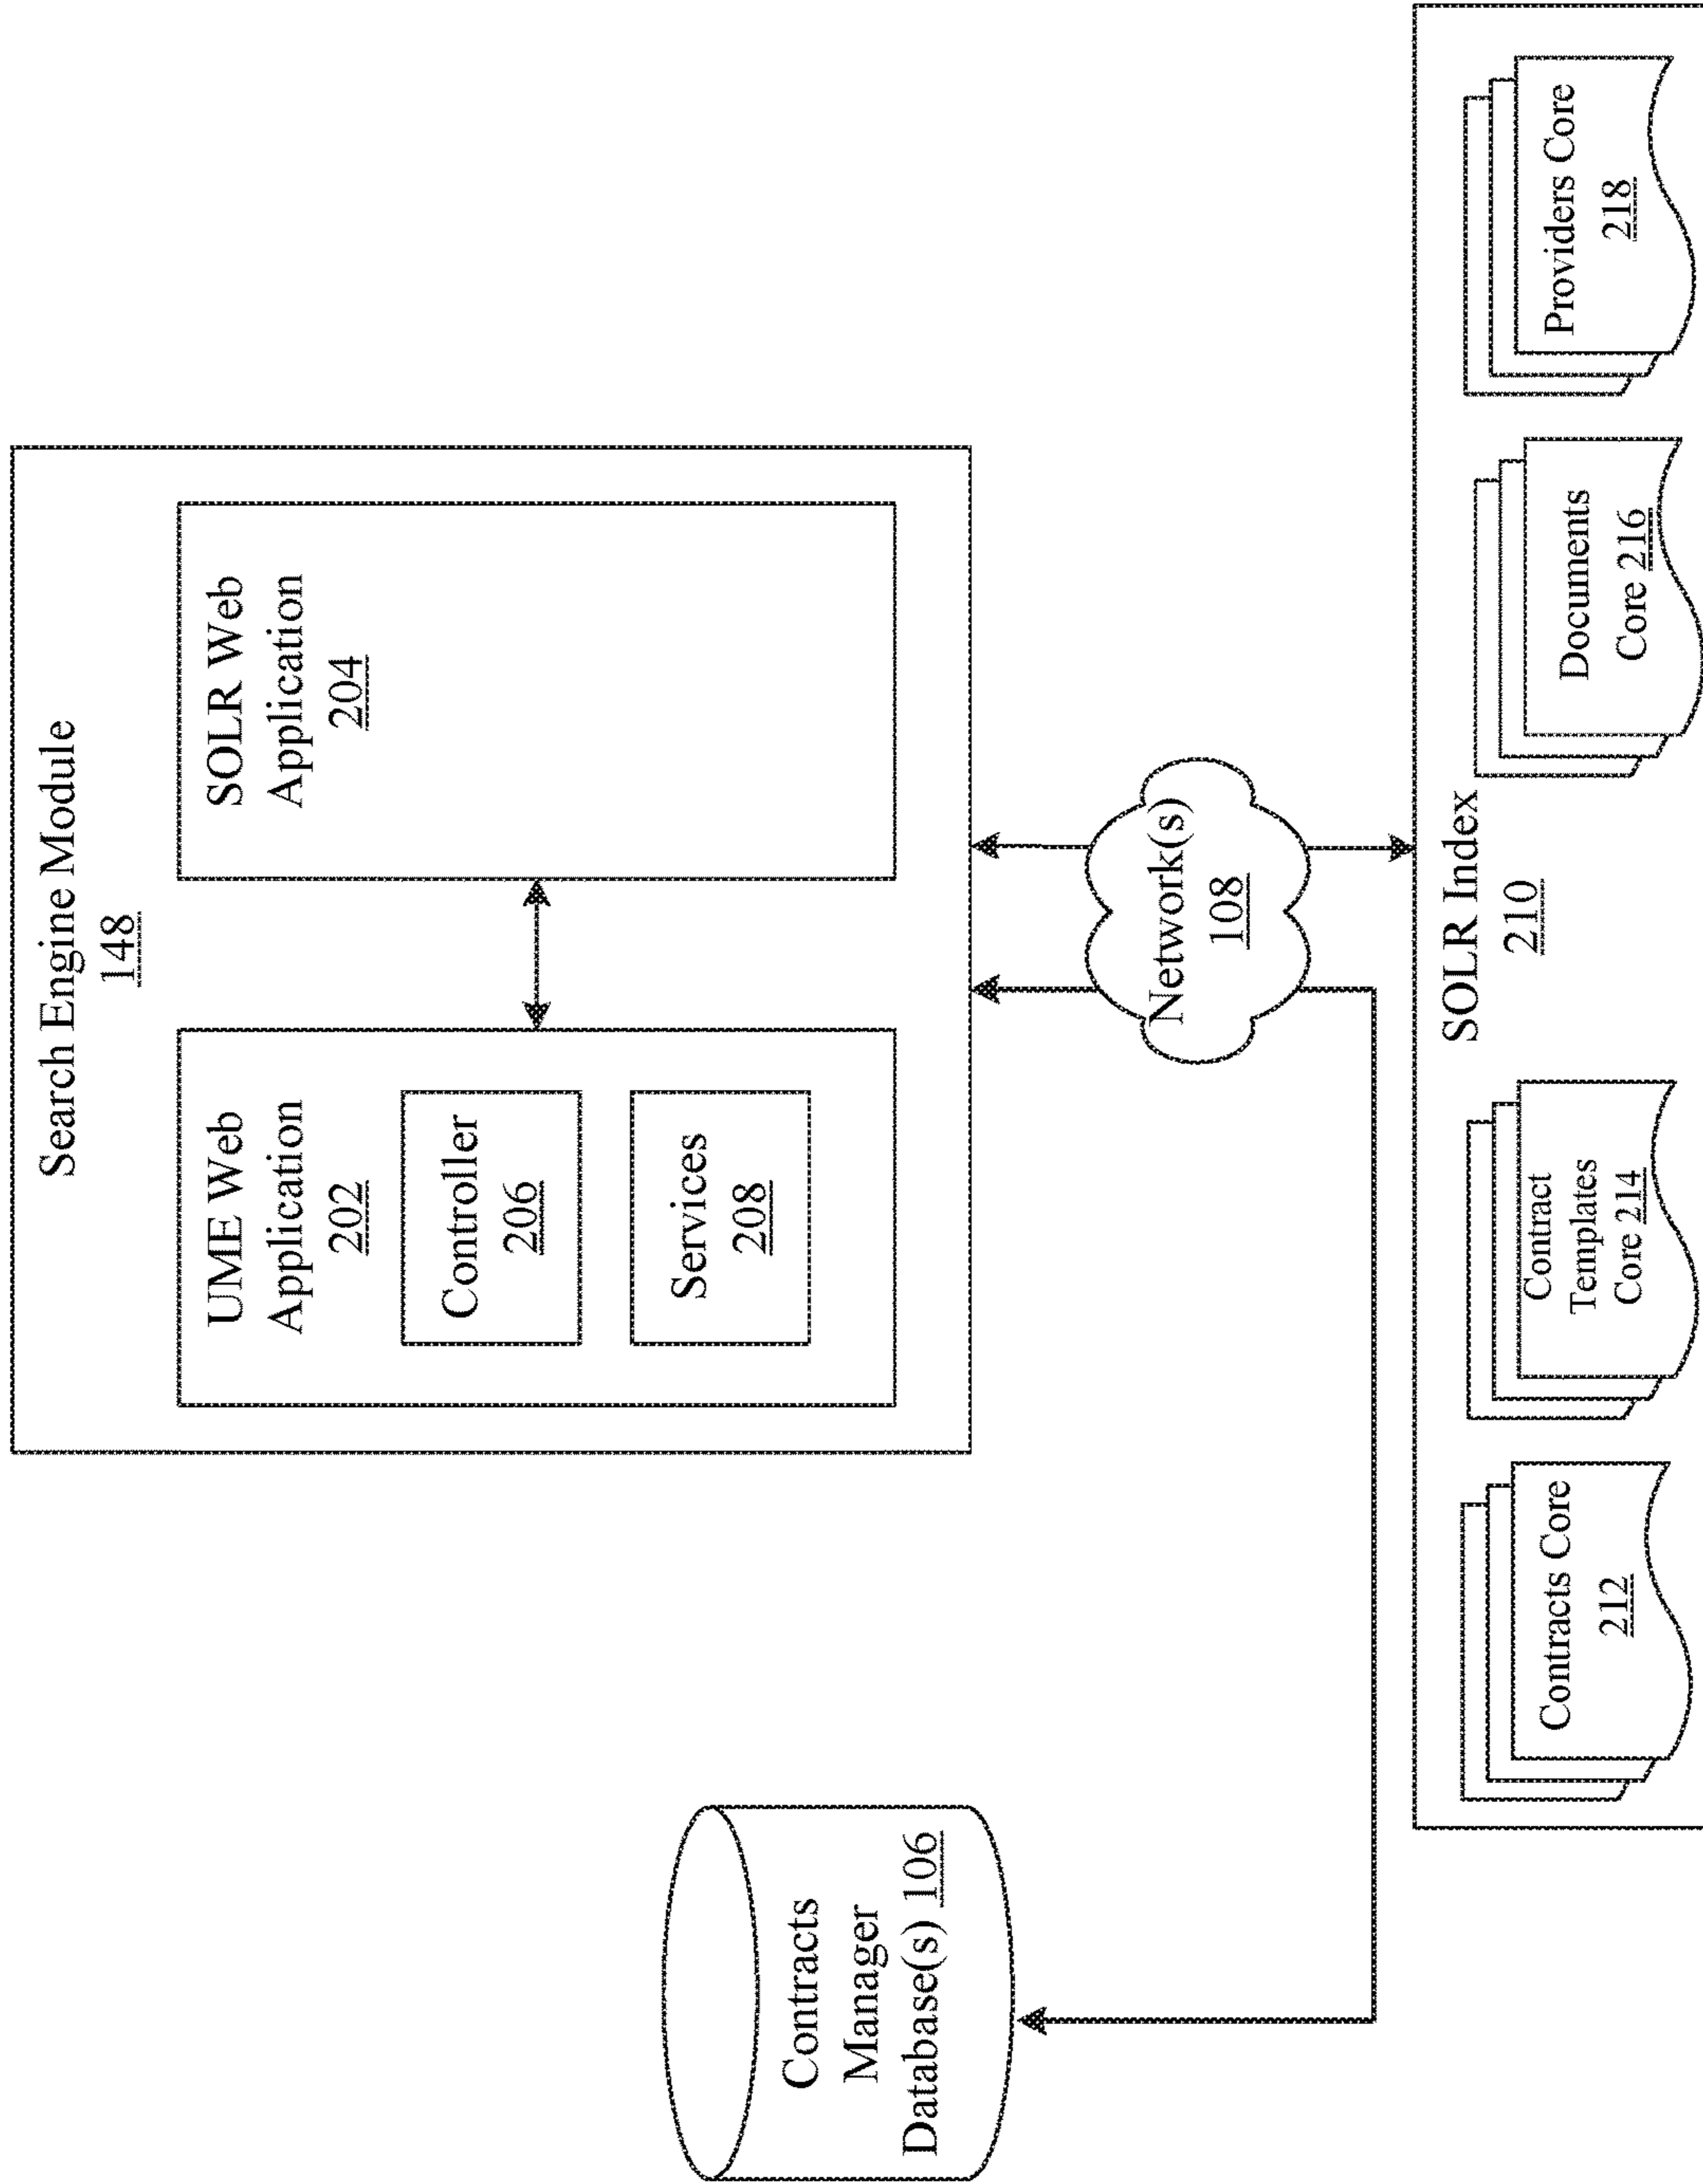 Search Engine Module
148
UME Web
Application
202
Controller
206
Services
208
SOLR Web
Application
204
Contracts
Manager
Database(s) 106
Network(s)
108
SOLR Index
210
Contracts Core
212
Contract
Templates
Core 214
Documents
Core 216
Providers Core
218